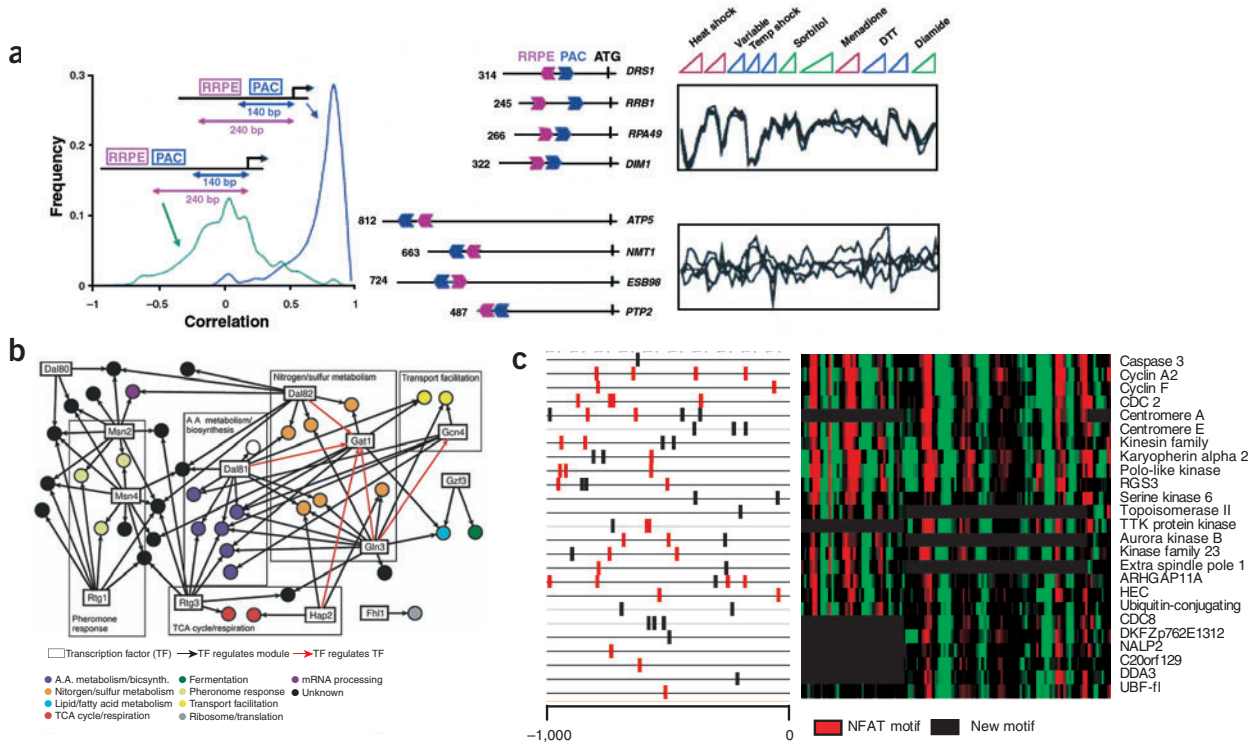 a
Heat shock
Variable
Temp shock
Sorbitol
Menadione
DTT
Diamide
RRPE PAC ATG
0.3
0.2
0.1
0
Frequency
RRPE PAC
140 bp
240 bp
RRPE PAC
140 bp
240 bp
−1 −0.5 0 0.5 1
Correlation
314 DRS1
245 RRB1
266 RPA49
322 DIM1
812 ATP5
663 NMT1
724 ESB98
487 PTP2
b
Dal80
Nitrogen/sulfur metabolism
Transport facilitation
Dal82
A.A. metabolism/
biosynthesis
Msn2
Gat1
Gcn4
Dal81
Msn4
Gzf3
Gln3
Rtg1
Rtg3
Hap2
Fhl1
Pheromone
response
TCA cycle/respiration
Transcription factor (TF) TF regulates module TF regulates TF
A.A. metabolism/biosynth. Fermentation mRNA processing
Nitorgen/sulfur metabolism Pheronome response Unknown
Lipid/fatty acid metabolism Transport facilitation
TCA cycle/respiration Ribosome/translation
c
Caspase 3
Cyclin A2
Cyclin F
CDC 2
Centromere A
Centromere E
Kinesin family
Karyopherin alpha 2
Polo-like kinase
RGS3
Serine kinase 6
Topoisomerase II
TTK protein kinase
Aurora kinase B
Kinase family 23
Extra spindle pole 1
ARHGAP11A
HEC
Ubiquitin-conjugating
CDC8
DKFZp762E1312
NALP2
C20orf129
DDA3
UBF-fl
−1,000 0
NFAT motif New motif